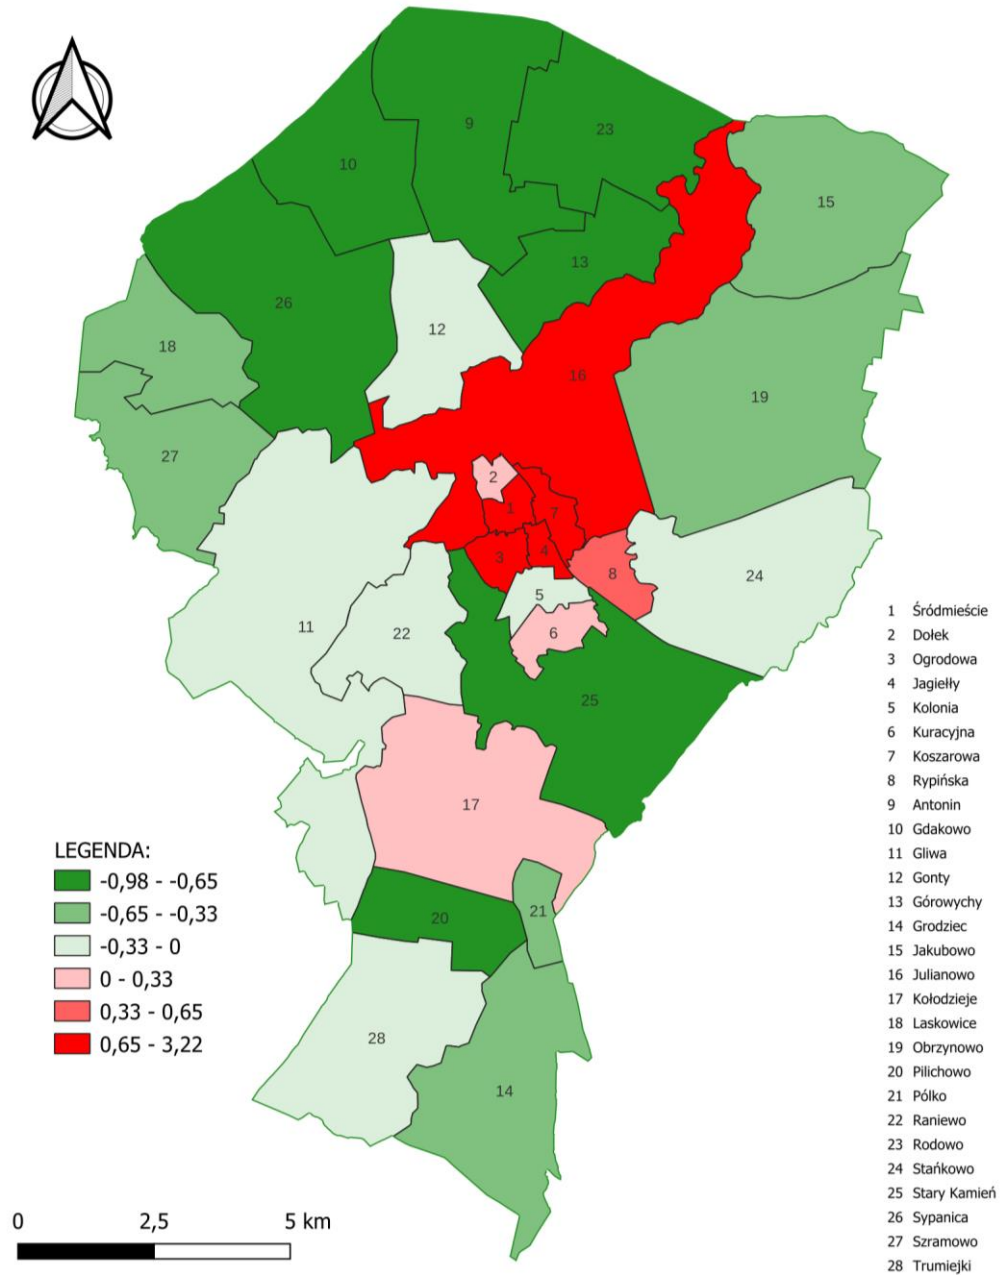 9
23
10
15
13
26
12
18
16
19
27
2
1
7
3
4
8
24
5
11
22
6
25
17
LEGENDA:
-0,98 - -0,65
-0,65 - -0,33
-0,33 - 0
0 - 0,33
0,33 - 0,65
0,65 - 3,22
21
20
28
14
0 2,5 5 km
1 Śródmieście
2 Dołek
3 Ogrodowa
4 Jagiełły
5 Kolonia
6 Kuracyjna
7 Koszarowa
8 Rypińska
9 Antonin
10 Gdakowo
11 Gliwa
12 Gonty
13 Górowychy
14 Grodziec
15 Jakubowo
16 Julianowo
17 Kołodzieje
18 Laskowice
19 Obrzynowo
20 Pilichowo
21 Pólko
22 Raniewo
23 Rodowo
24 Stańkowo
25 Stary Kamień
26 Sypanica
27 Szramowo
28 Trumiejki